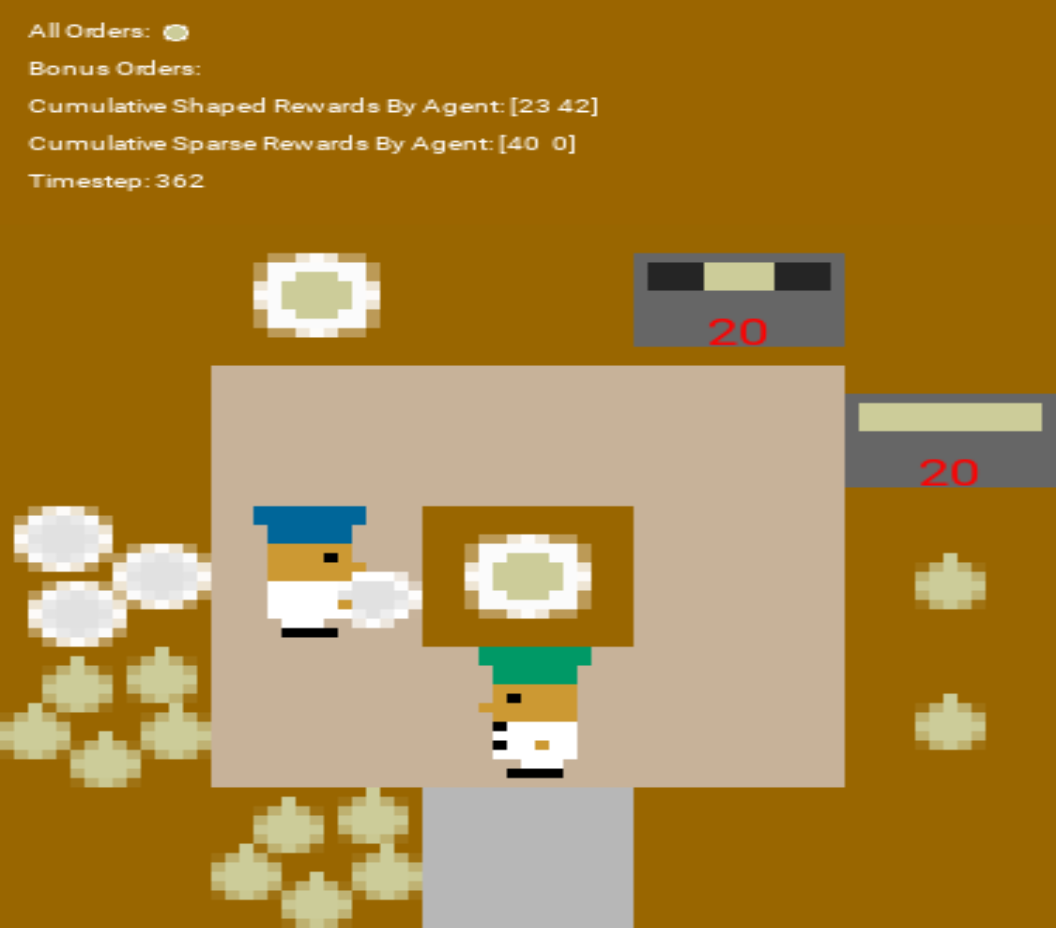 All Orders:
Bonus Orders:
Cumulative Shaped Rewards By Agent: [23 42]
Cumulative Sparse Rewards By Agent: [40 0]
Timestep: 362
20
20